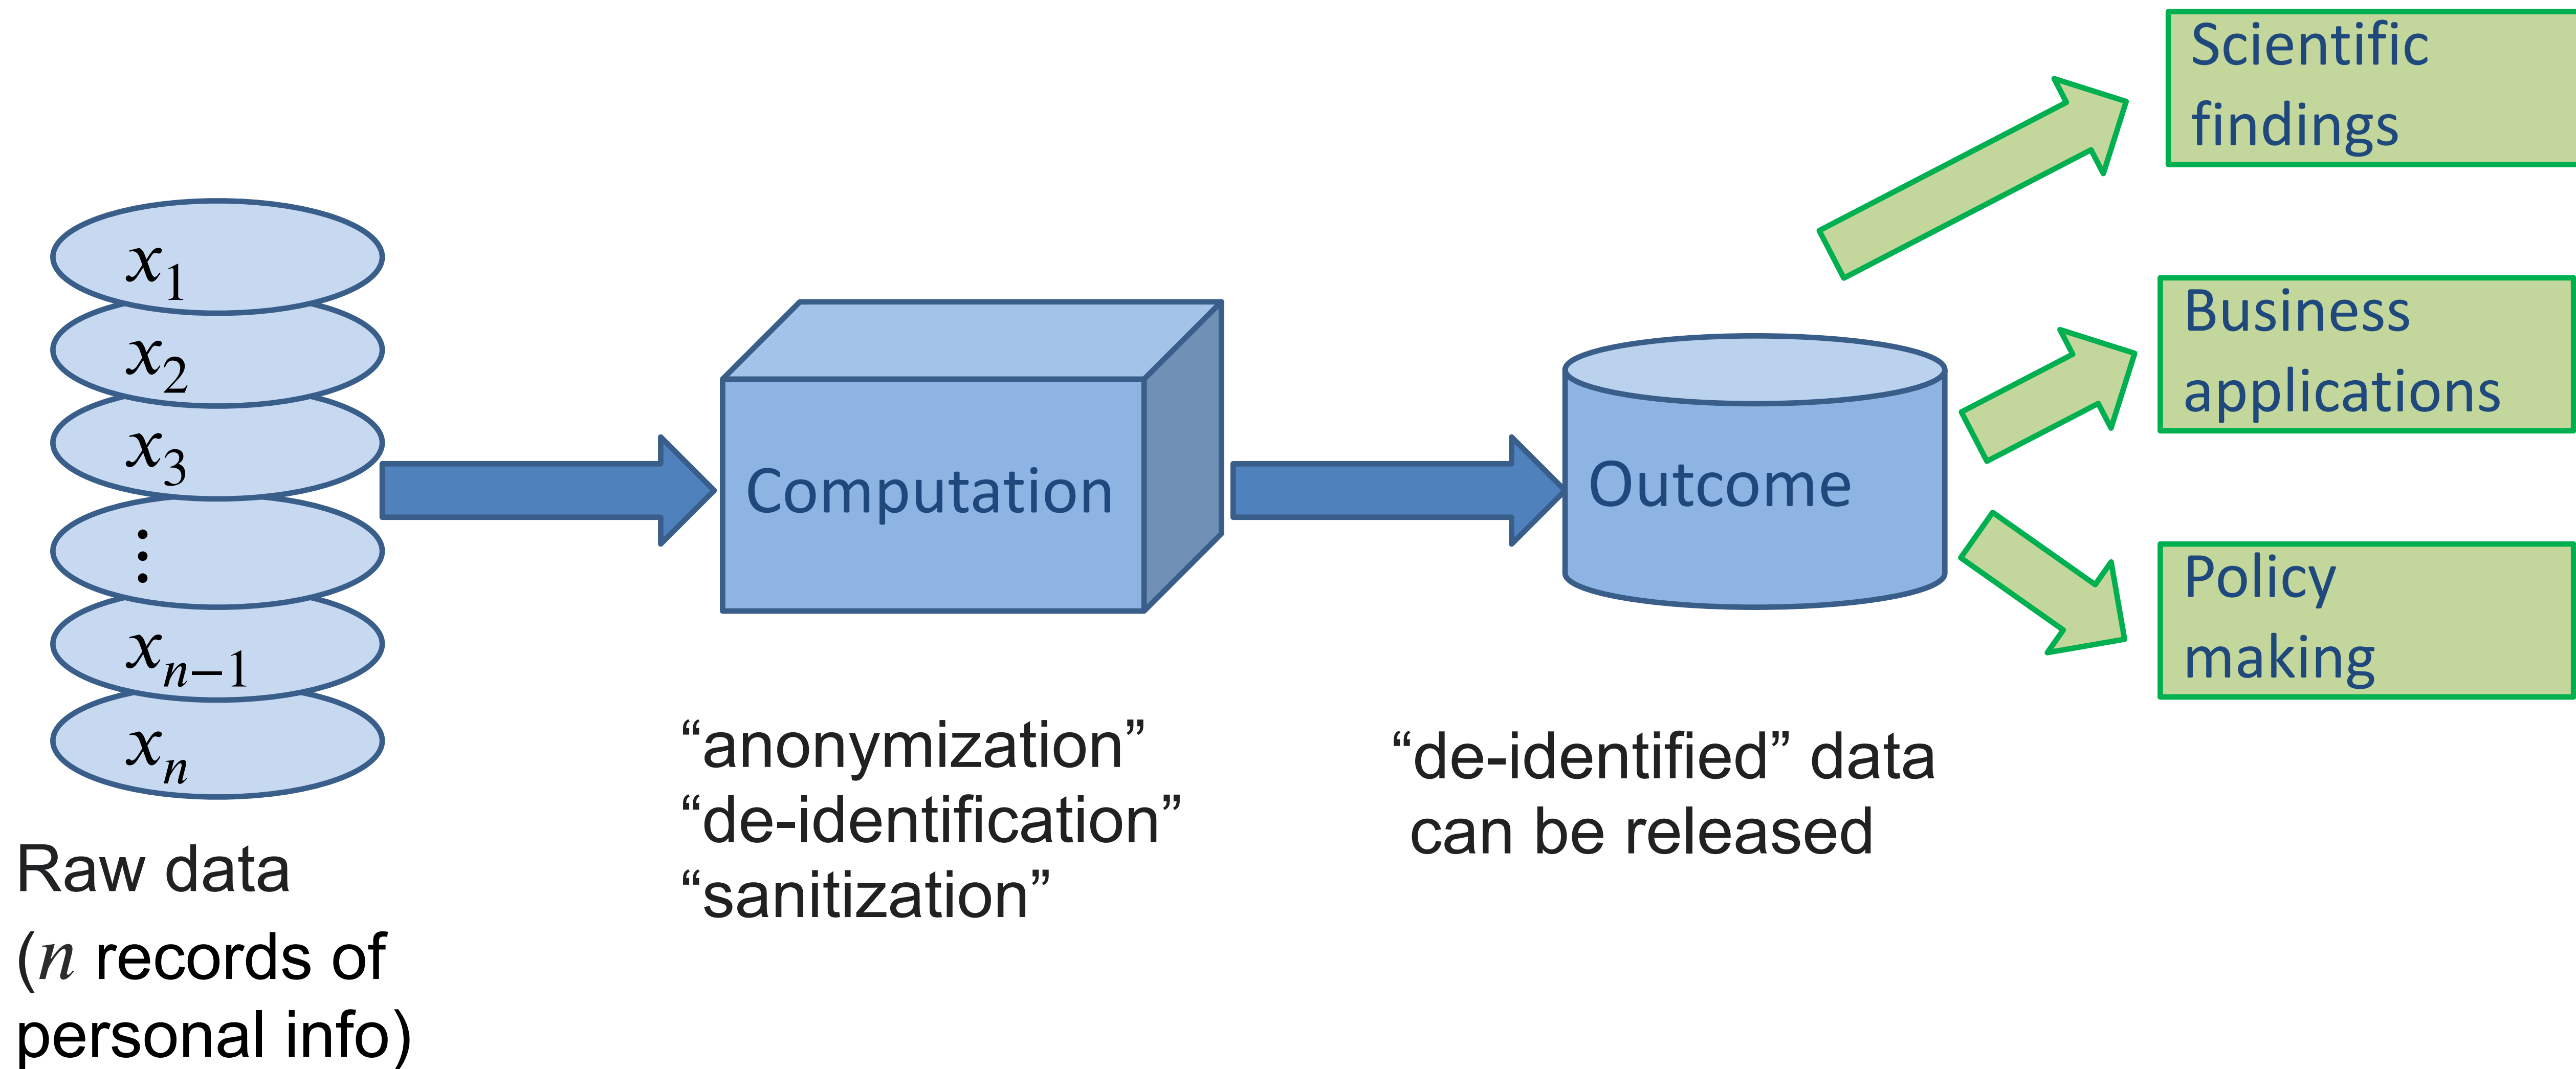 x₁
x₂
x₃
⋮
xₙ₋₁
xₙ
Raw data
(n records of
personal info)
Computation
“anonymization”
“de-identification”
“sanitization”
Outcome
“de-identified” data
can be released
Scientific
findings
Business
applications
Policy
making